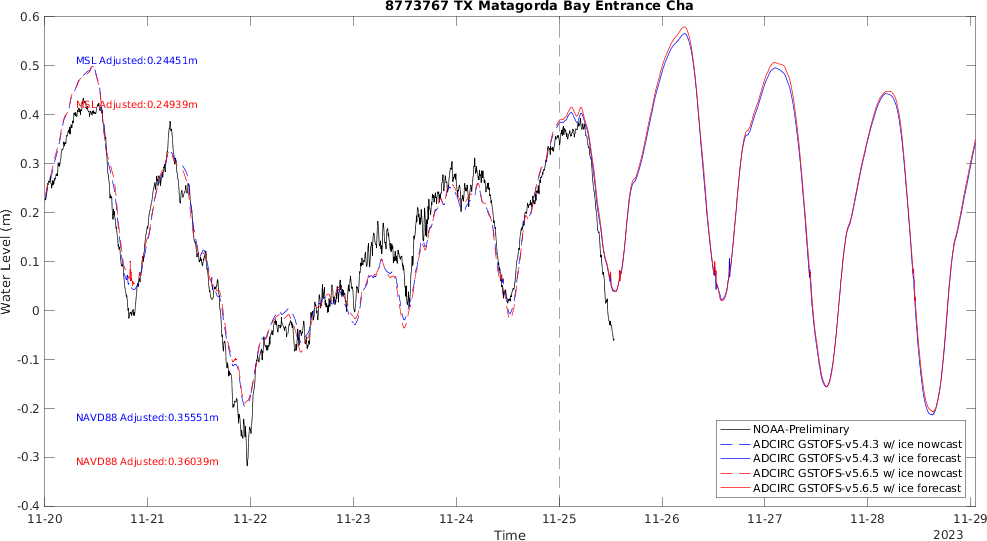 8773767 TX Matagorda Bay Entrance Cha
0.6
0.5
0.4
0.3
0.2
0.1
0
-0.1
-0.2
-0.3
-0.4
Water Level (m)
MSL Adjusted:0.24451m
MSL Adjusted:0.24939m
NAVD88 Adjusted:0.35551m
NAVD88 Adjusted:0.36039m
NOAA-Preliminary
ADCIRC GSTOFS-v5.4.3 w/ ice nowcast
ADCIRC GSTOFS-v5.4.3 w/ ice forecast
ADCIRC GSTOFS-v5.6.5 w/ ice nowcast
ADCIRC GSTOFS-v5.6.5 w/ ice forecast
11-20 11-21 11-22 11-23 11-24 11-25 11-26 11-27 11-28 11-29
Time
2023